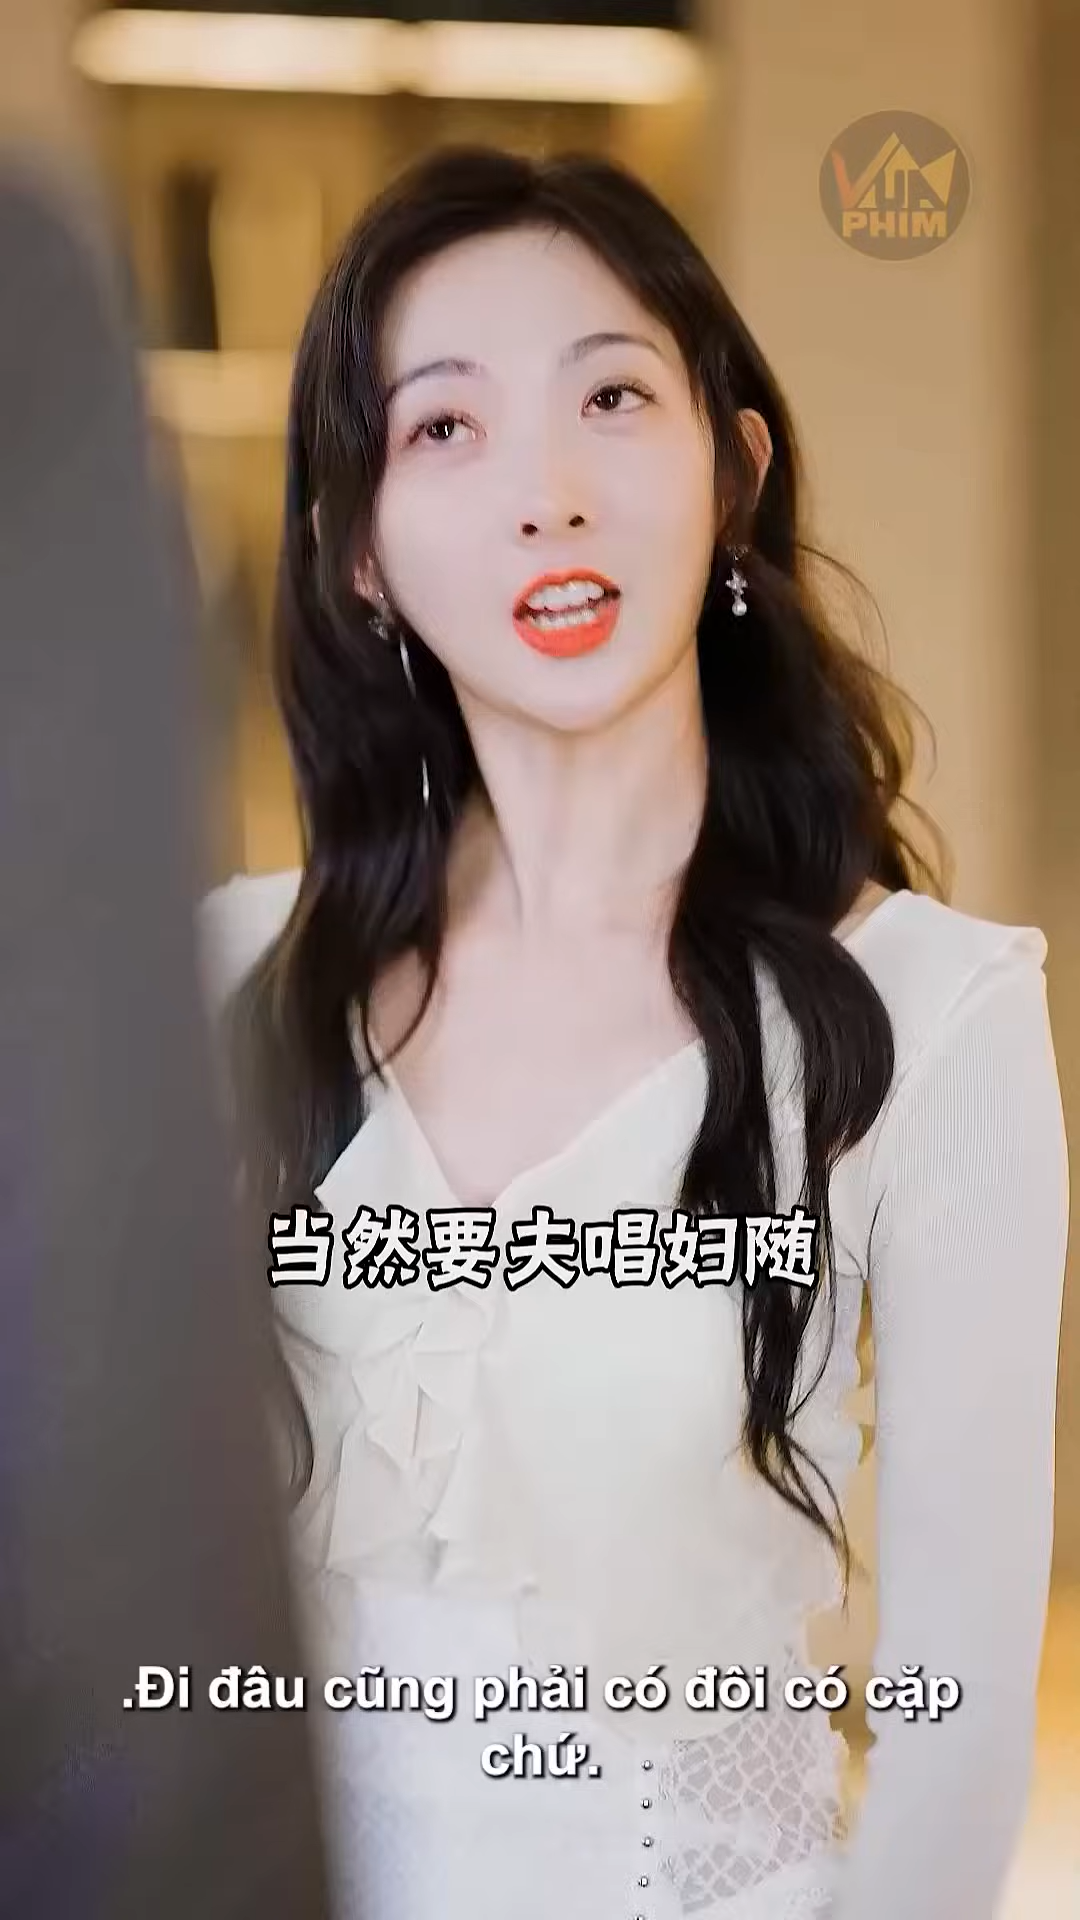 VUA
PHIM
当然要夫唱妇随
.Đi đâu cũng phải có đôi có cặp
chứ.